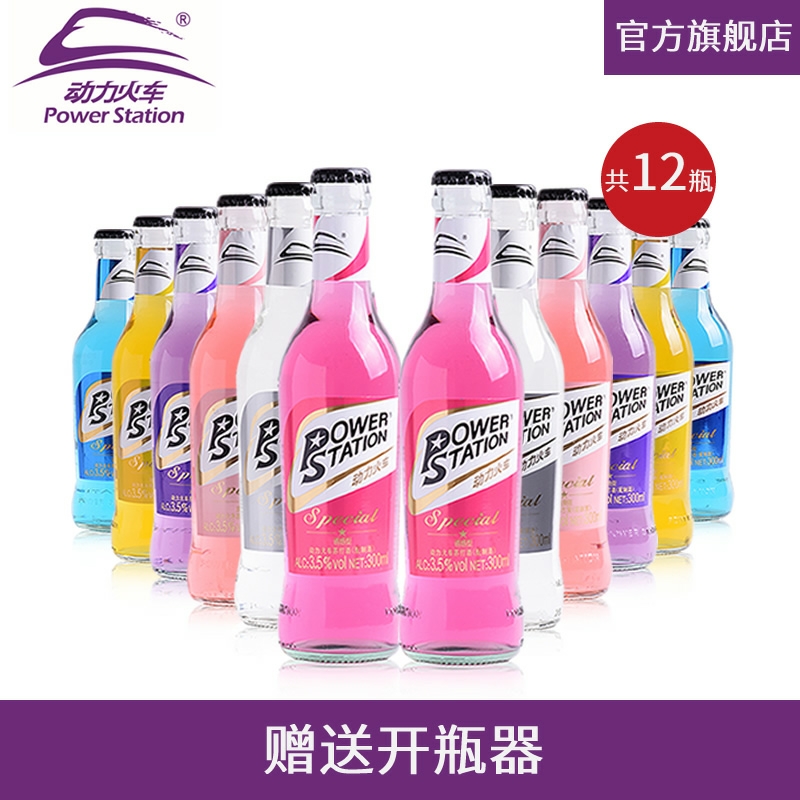 ®
动力火车
Power Station
官方旗舰店
共12瓶
POWER
STATION
动力火车
Special
ALC:3.5%vol NET:300ml
POWER
STATION
动力火车
Special
ALC:3.5%vol NET:300ml
赠送开瓶器